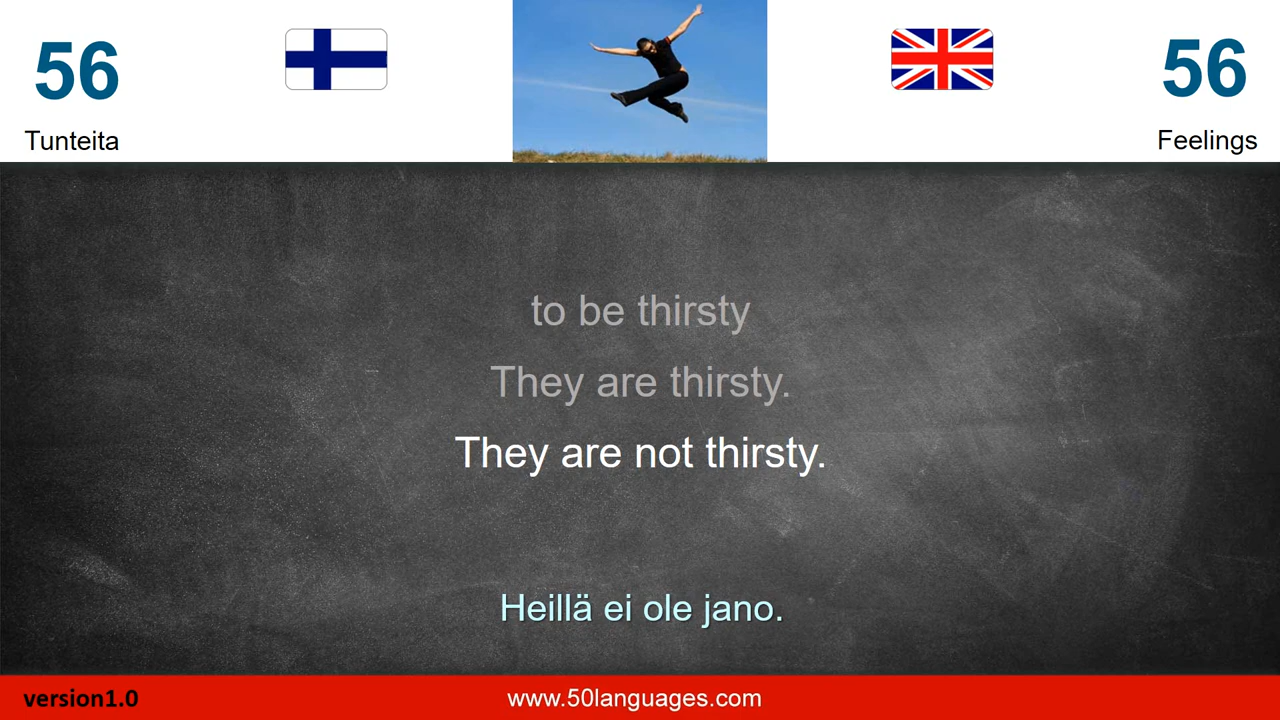 56
Tunteita
56
Feelings
to be thirsty
They are thirsty.
They are not thirsty.
Heillä ei ole jano.
version1.0
www.50languages.com